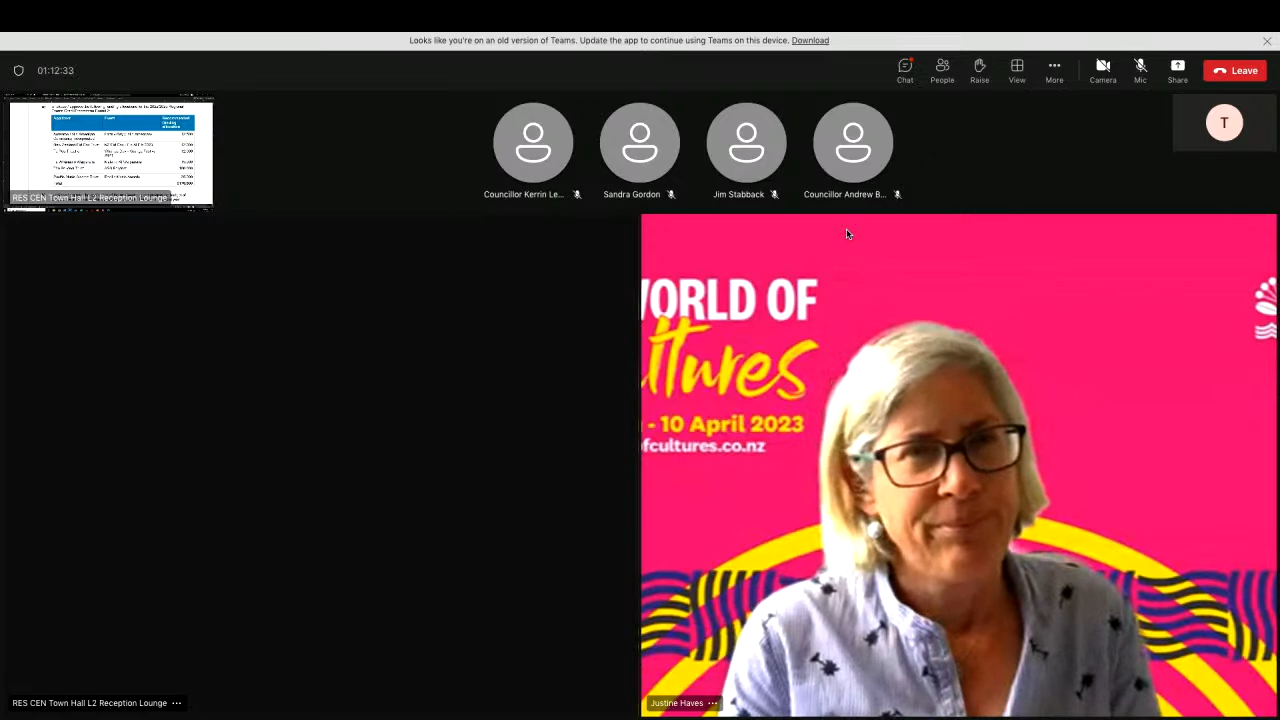 Looks like you're on an old version of Teams. Update the app to continue using Teams on this device. Download
01:12:33
Chat People Raise View More Camera Mic Share Leave
Applicant Event Recommended
RES CEN Town Hall L2 Reception Lounge
Councillor Kerrin Le... Sandra Gordon Jim Stabback Councillor Andrew B...
T
WORLD OF
ltures
- 10 April 2023
fcultures.co.nz
RES CEN Town Hall L2 Reception Lounge
Justine Haves